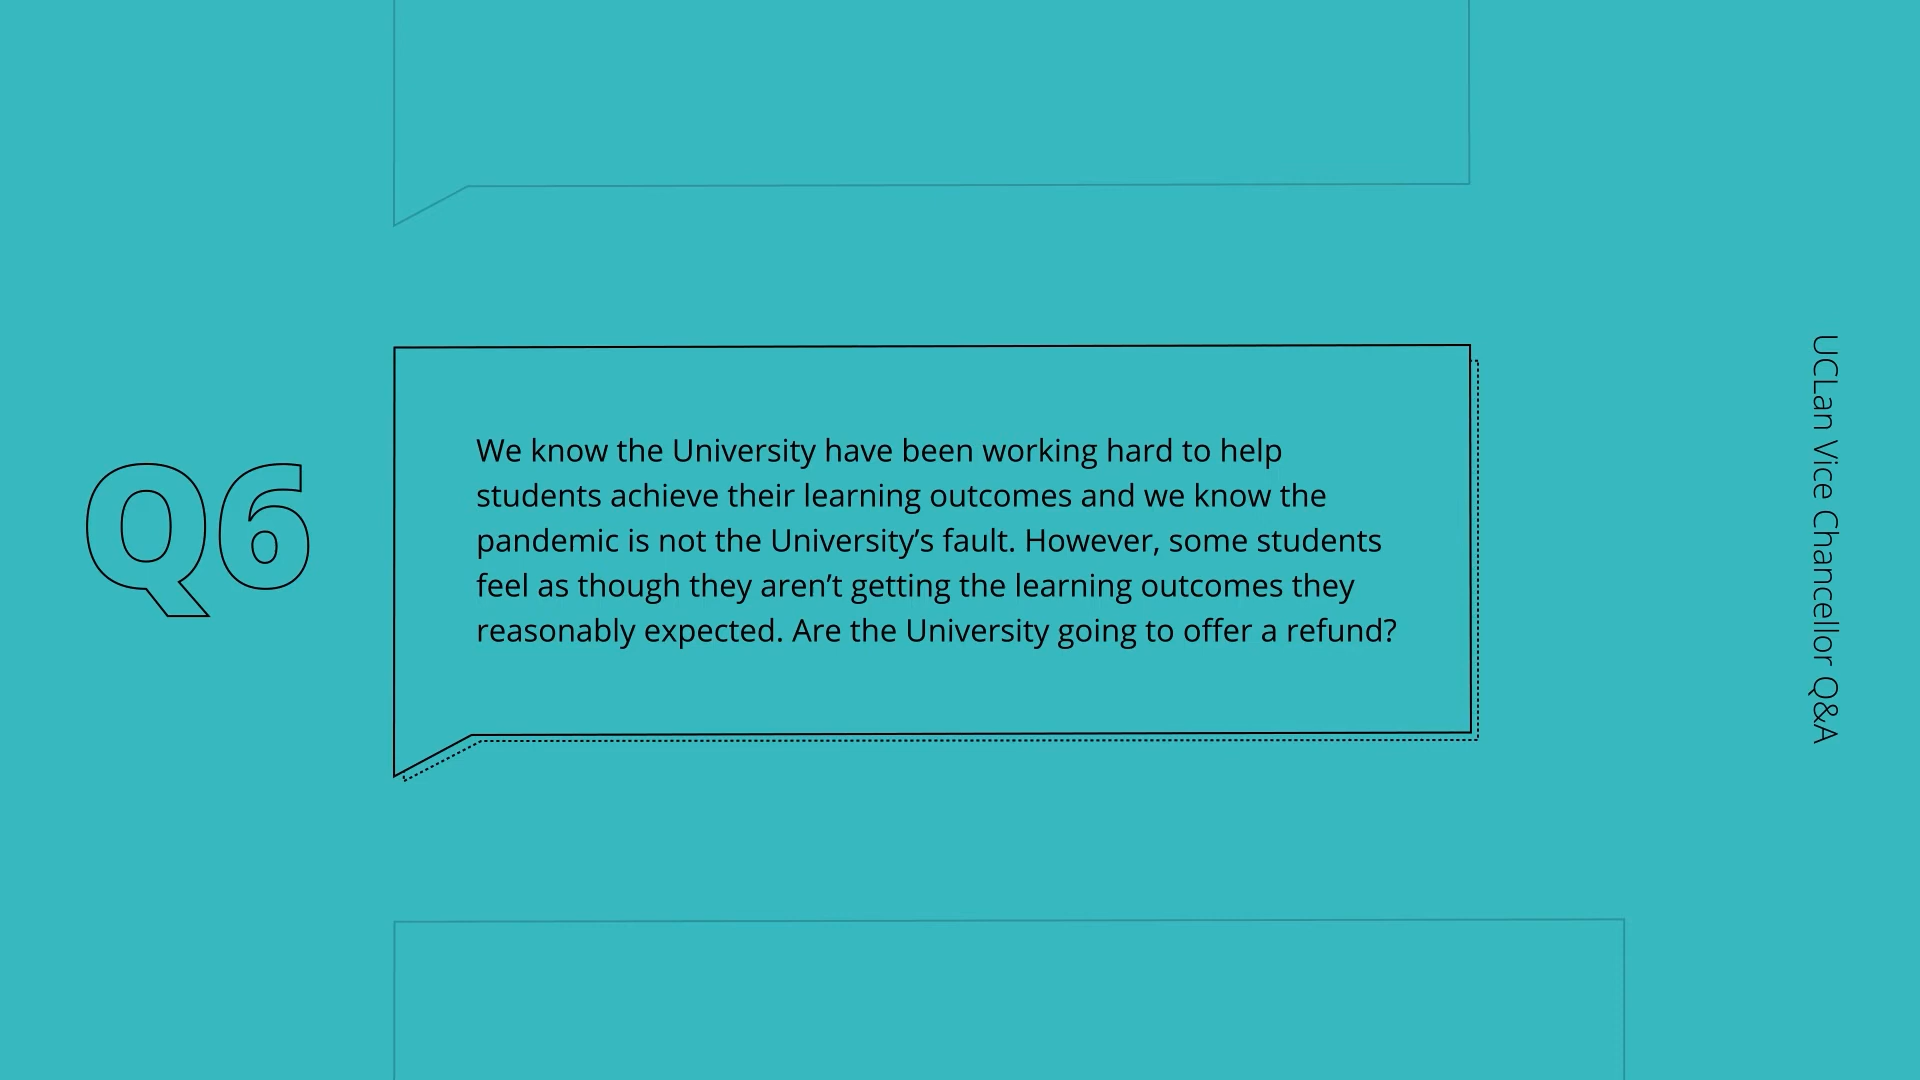 Q6
We know the University have been working hard to help
students achieve their learning outcomes and we know the
pandemic is not the University’s fault. However, some students
feel as though they aren’t getting the learning outcomes they
reasonably expected. Are the University going to offer a refund?
UCLan Vice Chancellor Q&A